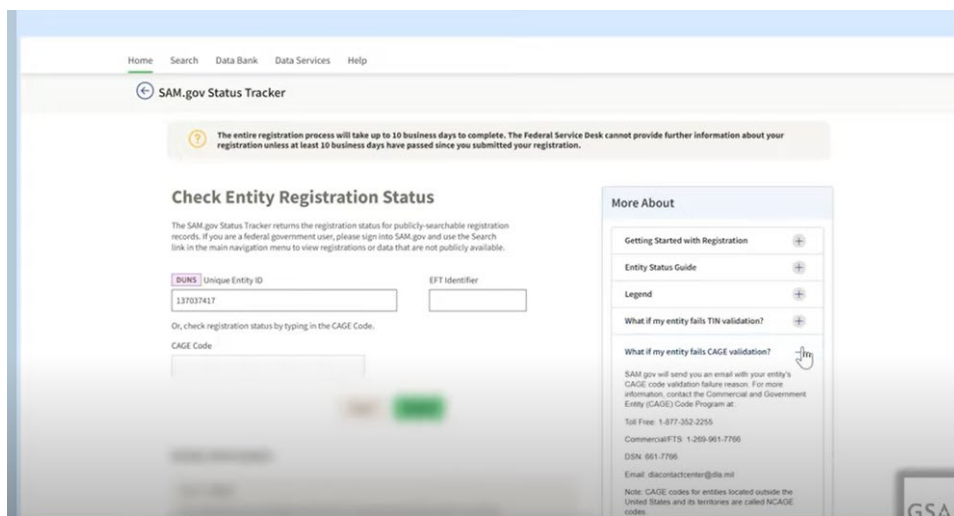 Home Search Data Bank Data Services Help
SAM.gov Status Tracker
The entire registration process will take up to 10 business days to complete. The Federal Service Desk cannot provide further information about your
registration unless at least 10 business days have passed since you submitted your registration.
Check Entity Registration Status
The SAM.gov Status Tracker returns the registration status for publicly-searchable registration
records. If you are a federal government user, please sign into SAM.gov and use the Search
link in the main navigation menu to view registrations or data that are not publicly available.
DUNS Unique Entity ID
EFT Identifier
137037417
Or, check registration status by typing in the CAGE Code.
CAGE Code
More About
Getting Started with Registration
Entity Status Guide
Legend
What if my entity fails TIN validation?
What if my entity fails CAGE validation?
SAM.gov will send you an email with your entity's
CAGE code validation failure reason. For more
information, contact the Commercial and Government
Entity (CAGE) Code Program at:
Toll Free: 1-877-352-2255
Commercial/FTS: 1-269-961-7766
DSN: 661-7766
Email: dlacontactcenter@dla.mil
Note: CAGE codes for entities located outside the
United States and its territories are called NCAGE
codes.
GSA